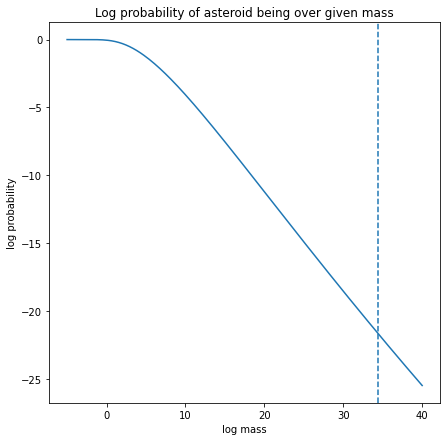 Log probability of asteroid being over given mass
0
−5
−10
−15
−20
−25
log probability
0 10 20 30 40
log mass